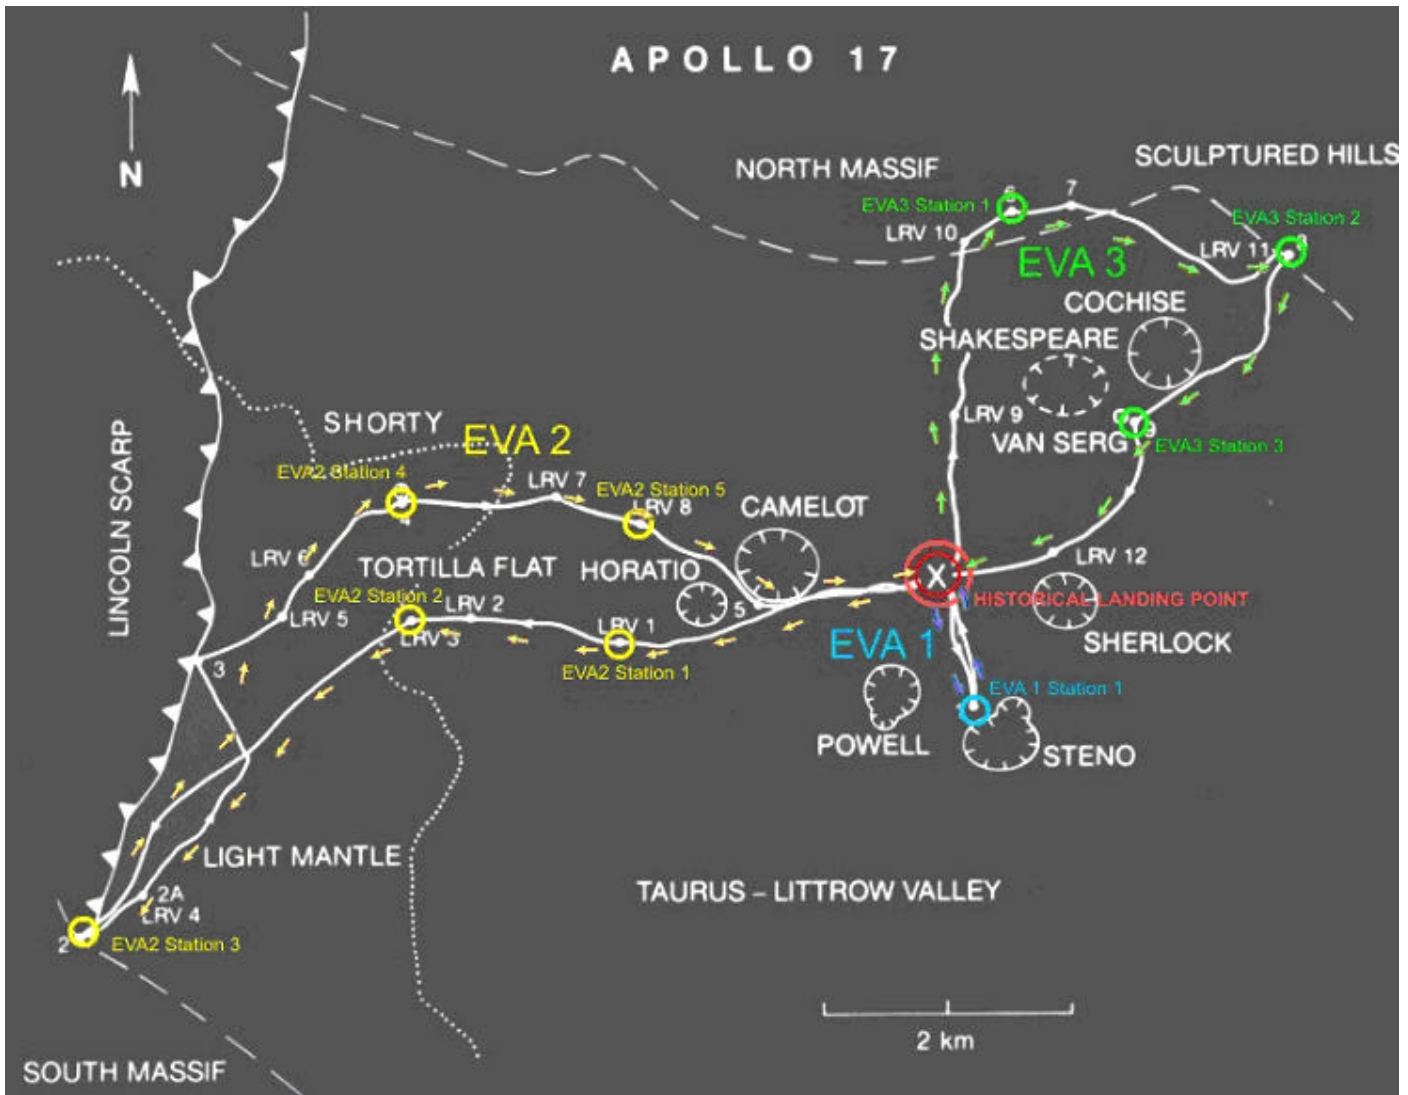 APOLLO 17
N
NORTH MASSIF
SCULPTURED HILLS
6
7
EVA3 Station 1
EVA3 Station 2
LRV 10
8
LRV 11
EVA 3
COCHISE
SHAKESPEARE
LINCOLN SCARP
SHORTY
LRV 9
EVA 2
VAN SERG
9
EVA3 Station 3
EVA2 Station 4
4
LRV 7
EVA2 Station 5
LRV 8
CAMELOT
LRV 6
TORTILLA FLAT
HORATIO
X
LRV 12
EVA2 Station 2
LRV 5
LRV 2
LRV 3
LRV 1
5
HISTORICAL LANDING POINT
SHERLOCK
3
EVA2 Station 1
EVA 1
EVA 1 Station 1
POWELL
STENO
LIGHT MANTLE
2A
LRV 4
TAURUS – LITTROW VALLEY
2
EVA2 Station 3
2 km
SOUTH MASSIF